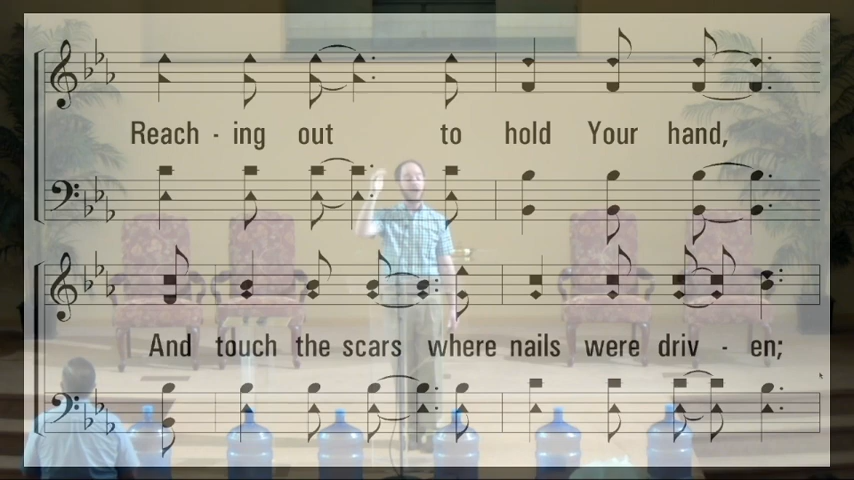 Reach - ing out to hold Your hand,
And touch the scars where nails were driv - en;